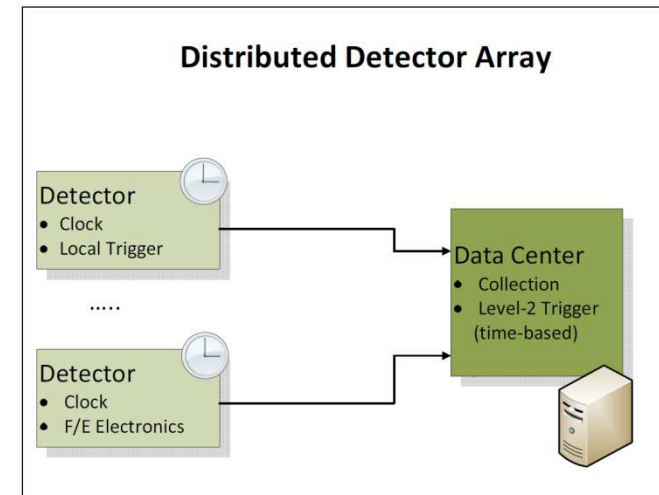 Distributed Detector Array
Detector
• Clock
• Local Trigger
.....
Detector
• Clock
• F/E Electronics
Data Center
• Collection
• Level-2 Trigger
(time-based)